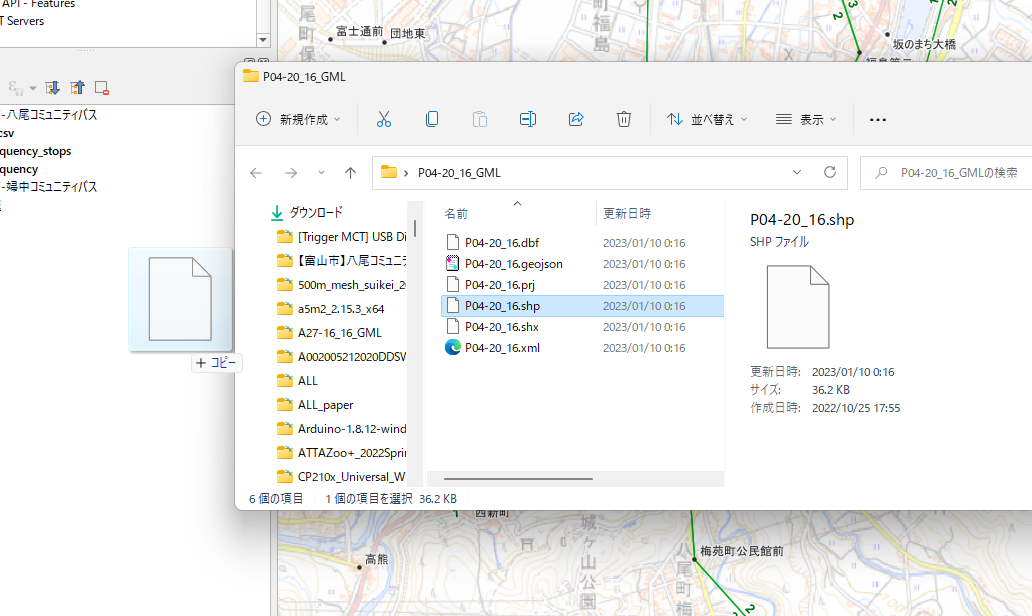 API - Features
T Servers
-八尾コミュニティバス
csv
quency_stops
quency
-婦中コミュニティバス
コピー
富士通前
団地東
町福島
坂のまち大橋
2
3
1
2
P04-20_16_GML
新規作成
並べ替え
表示
P04-20_16_GML
P04-20_16_GMLの検索
ダウンロード
[Trigger MCT] USB Di
【富山市】八尾コミュニテ
500m_mesh_suikei_20
a5m2_2.15.3_x64
A27-16_16_GML
A002005212020DDSW
ALL
ALL_paper
Arduino-1.8.12-wind
ATTAZoo+_2022Sprin
CP210x_Universal_W
名前
更新日時
P04-20_16.dbf
2023/01/10 0:16
P04-20_16.geojson
2023/01/10 0:16
P04-20_16.prj
2023/01/10 0:16
P04-20_16.shp
2023/01/10 0:16
P04-20_16.shx
2023/01/10 0:16
P04-20_16.xml
2023/01/10 0:16
P04-20_16.shp
SHP ファイル
更新日時: 2023/01/10 0:16
サイズ: 36.2 KB
作成日時: 2022/10/25 17:55
6 個の項目
1 個の項目を選択 36.2 KB
西新町
城ケ山公園
高熊
八尾町梅
梅苑町公民館前
2